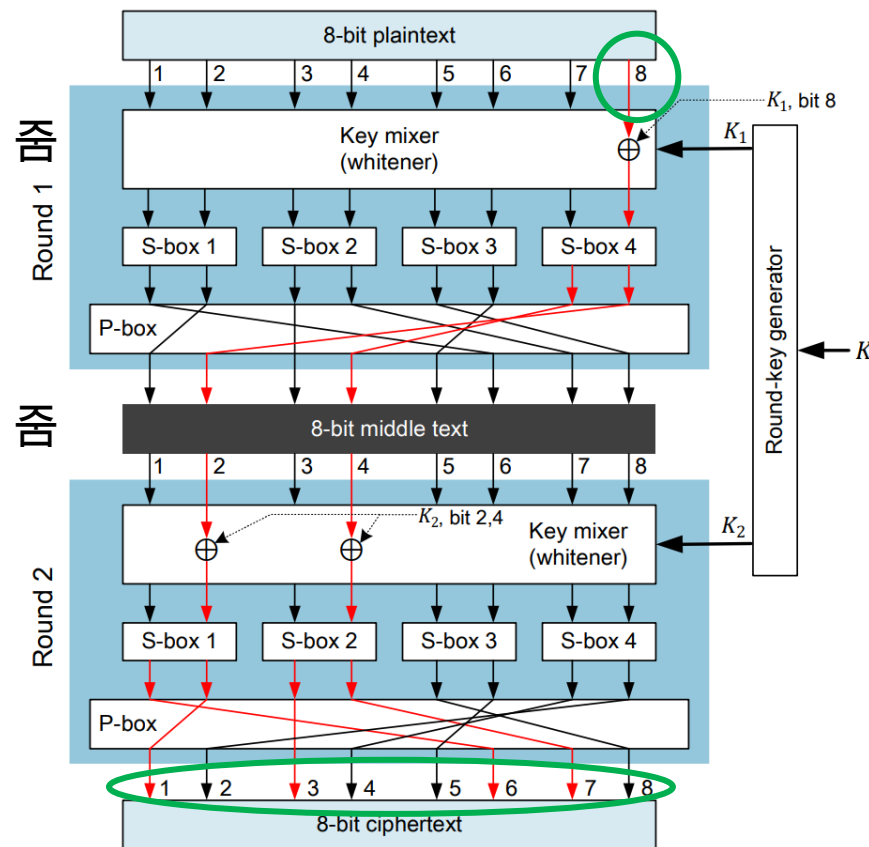 8-bit plaintext
1 2 3 4 5 6 7 8
줌
Round 1
K₁, bit 8
Key mixer
(whitener)
K₁
S-box 1 S-box 2 S-box 3 S-box 4
P-box
Round-key generator
K
줌
8-bit middle text
1 2 3 4 5 6 7 8
Round 2
K₂, bit 2,4
Key mixer
(whitener)
K₂
S-box 1 S-box 2 S-box 3 S-box 4
P-box
1 2 3 4 5 6 7 8
8-bit ciphertext